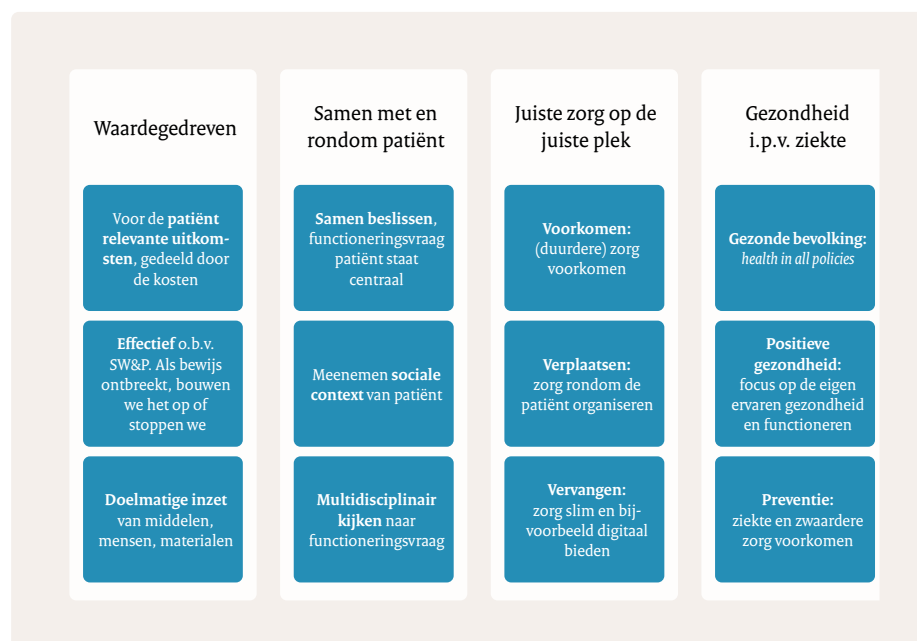 Waardegedreven
Voor de patiënt
relevante uitkom-
sten, gedeeld door
de kosten
Effectief o.b.v.
SW&P. Als bewijs
ontbreekt, bouwen
we het op of
stoppen we
Doelmatige inzet
van middelen,
mensen, materialen
Samen met en
rondom patiënt
Samen beslissen,
functioneringsvraag
patiënt staat
centraal
Meenemen sociale
context van patiënt
Multidisciplinair
kijken naar
functioneringsvraag
Juiste zorg op de
juiste plek
Voorkomen:
(duurdere) zorg
voorkomen
Verplaatsen:
zorg rondom de
patiënt organiseren
Vervangen:
zorg slim en bij-
voorbeeld digitaal
bieden
Gezondheid
i.p.v. ziekte
Gezonde bevolking:
health in all policies
Positieve
gezondheid:
focus op de eigen
ervaren gezondheid
en functioneren
Preventie:
ziekte en zwaardere
zorg voorkomen